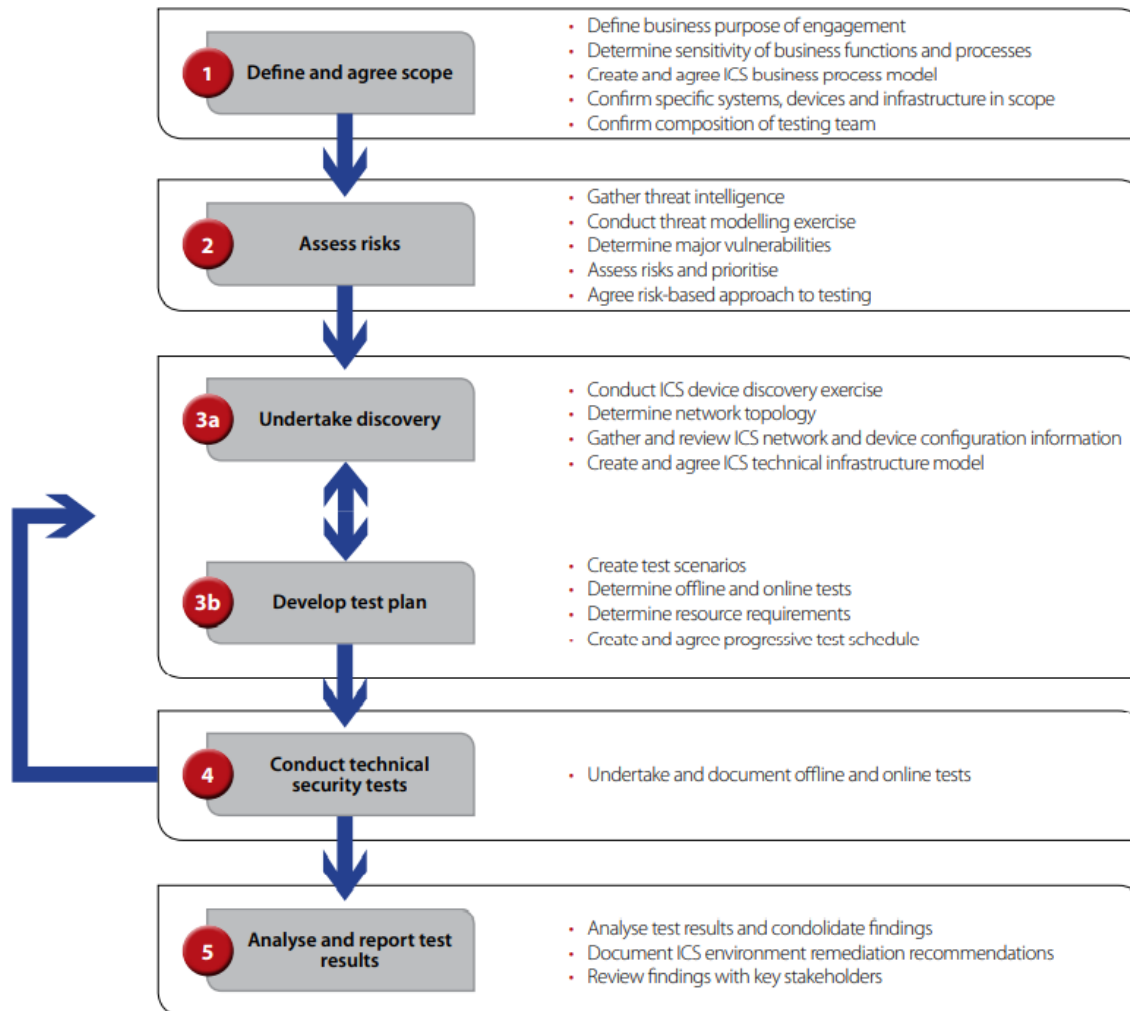 1
Define and agree scope
• Define business purpose of engagement
• Determine sensitivity of business functions and processes
• Create and agree ICS business process model
• Confirm specific systems, devices and infrastructure in scope
• Confirm composition of testing team
2
Assess risks
• Gather threat intelligence
• Conduct threat modelling exercise
• Determine major vulnerabilities
• Assess risks and prioritise
• Agree risk-based approach to testing
3a
Undertake discovery
• Conduct ICS device discovery exercise
• Determine network topology
• Gather and review ICS network and device configuration information
• Create and agree ICS technical infrastructure model
3b
Develop test plan
• Create test scenarios
• Determine offline and online tests
• Determine resource requirements
• Create and agree progressive test schedule
4
Conduct technical
security tests
• Undertake and document offline and online tests
5
Analyse and report test
results
• Analyse test results and condolidate findings
• Document ICS environment remediation recommendations
• Review findings with key stakeholders